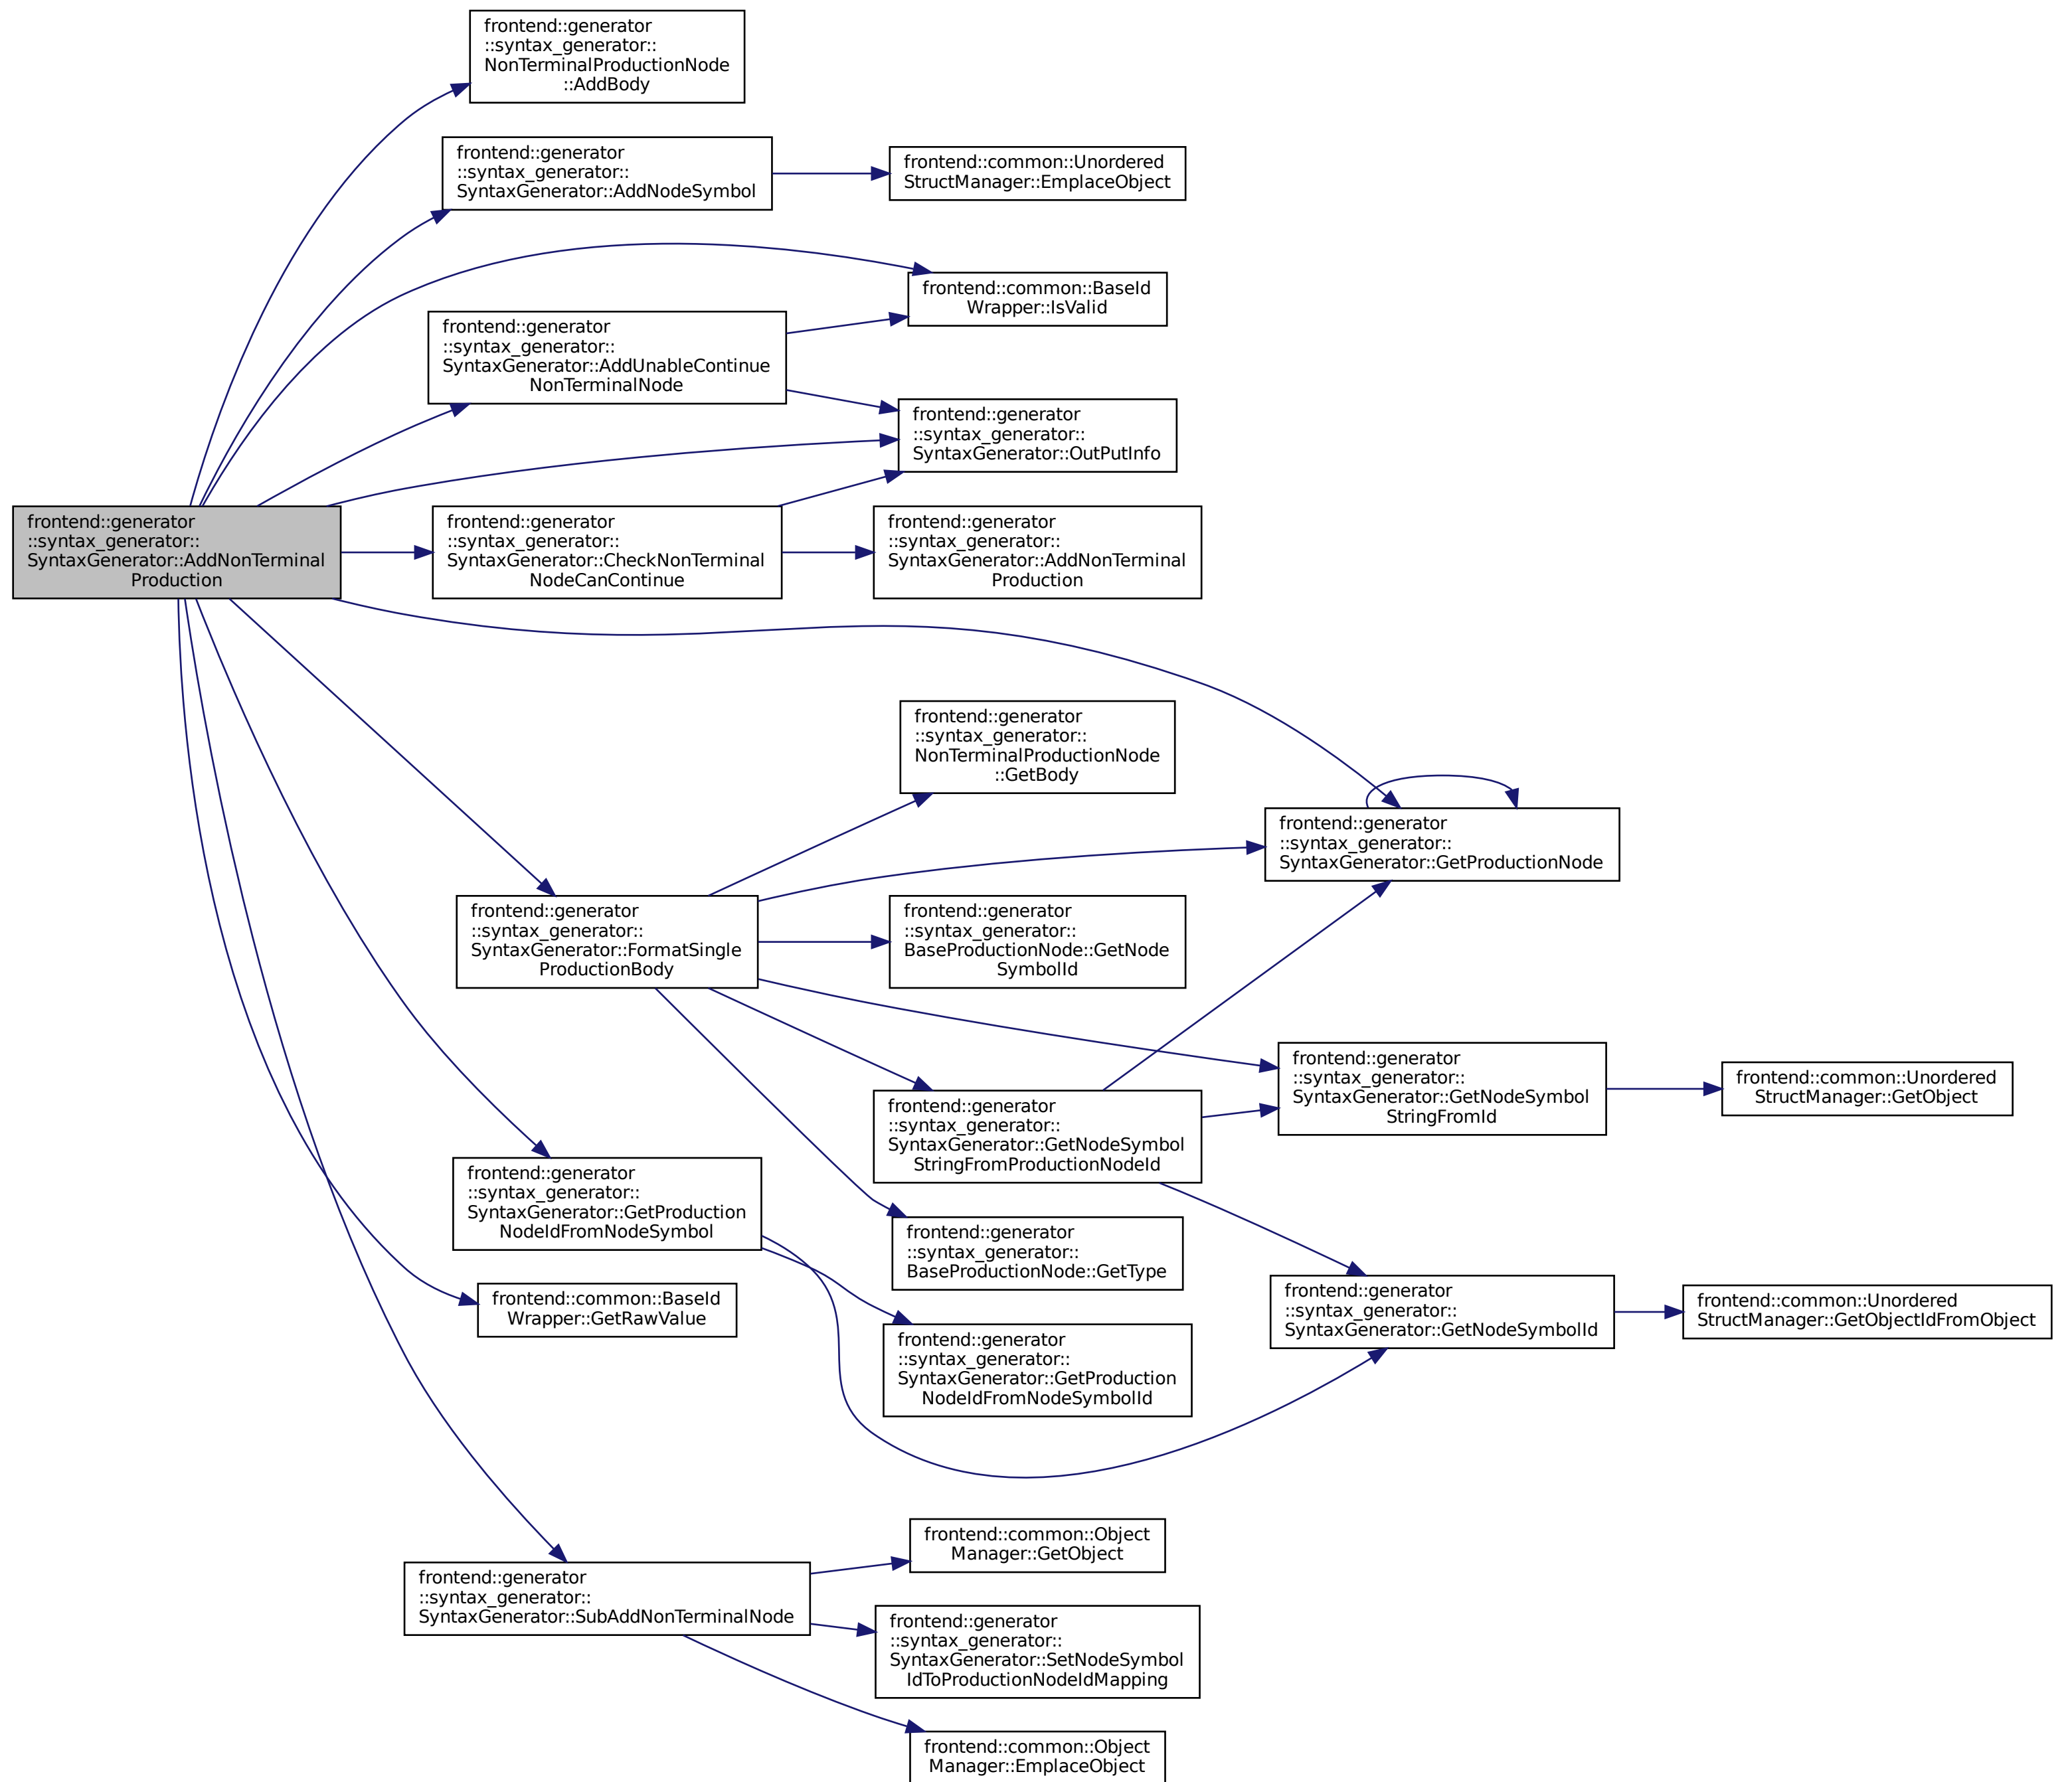 frontend::generator
::syntax_generator::
NonTerminalProductionNode
::AddBody
frontend::generator
::syntax_generator::
SyntaxGenerator::AddNodeSymbol
frontend::common::Unordered
StructManager::EmplaceObject
frontend::common::BaseId
Wrapper::IsValid
frontend::generator
::syntax_generator::
SyntaxGenerator::AddUnableContinue
NonTerminalNode
frontend::generator
::syntax_generator::
SyntaxGenerator::OutPutInfo
frontend::generator
::syntax_generator::
SyntaxGenerator::AddNonTerminal
Production
frontend::generator
::syntax_generator::
SyntaxGenerator::CheckNonTerminal
NodeCanContinue
frontend::generator
::syntax_generator::
SyntaxGenerator::AddNonTerminal
Production
frontend::generator
::syntax_generator::
NonTerminalProductionNode
::GetBody
frontend::generator
::syntax_generator::
SyntaxGenerator::GetProductionNode
frontend::generator
::syntax_generator::
SyntaxGenerator::FormatSingle
ProductionBody
frontend::generator
::syntax_generator::
BaseProductionNode::GetNode
SymbolId
frontend::generator
::syntax_generator::
SyntaxGenerator::GetNodeSymbol
StringFromId
frontend::common::Unordered
StructManager::GetObject
frontend::generator
::syntax_generator::
SyntaxGenerator::GetNodeSymbol
StringFromProductionNodeId
frontend::generator
::syntax_generator::
SyntaxGenerator::GetProduction
NodeIdFromNodeSymbol
frontend::generator
::syntax_generator::
BaseProductionNode::GetType
frontend::common::BaseId
Wrapper::GetRawValue
frontend::generator
::syntax_generator::
SyntaxGenerator::GetNodeSymbolId
frontend::common::Unordered
StructManager::GetObjectIdFromObject
frontend::generator
::syntax_generator::
SyntaxGenerator::GetProduction
NodeIdFromNodeSymbolId
frontend::common::Object
Manager::GetObject
frontend::generator
::syntax_generator::
SyntaxGenerator::SubAddNonTerminalNode
frontend::generator
::syntax_generator::
SyntaxGenerator::SetNodeSymbol
IdToProductionNodeIdMapping
frontend::common::Object
Manager::EmplaceObject